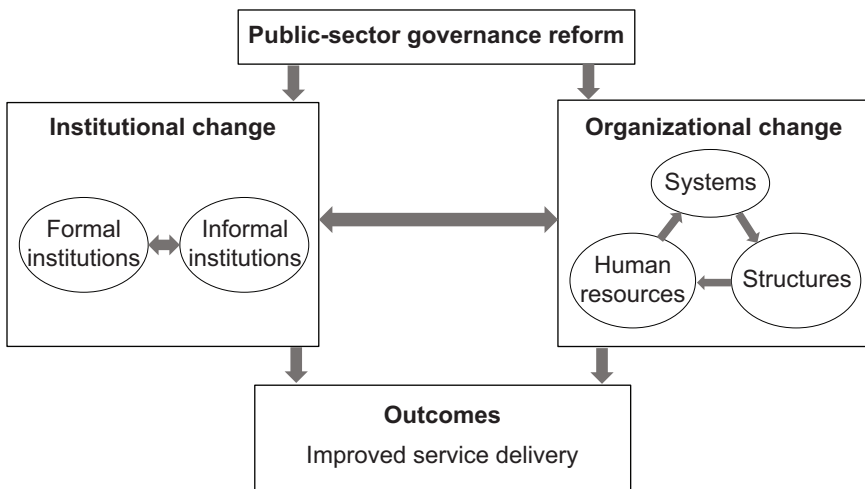 Public-sector governance reform
Institutional change
Formal
institutions
Informal
institutions
Organizational change
Systems
Human
resources
Structures
Outcomes
Improved service delivery